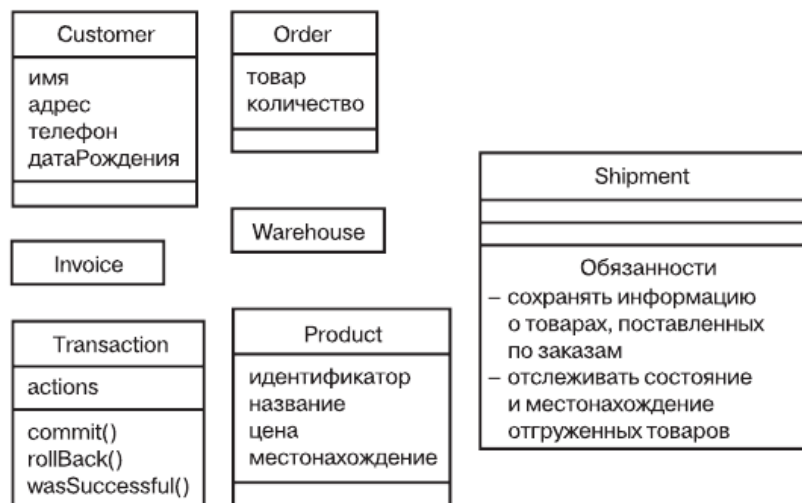 Customer
имя
адрес
телефон
датаРождения
Order
товар
количество
Shipment
Обязанности
– сохранять информацию
о товарах, поставленных
по заказам
– отслеживать состояние
и местонахождение
отгруженных товаров
Warehouse
Invoice
Transaction
actions
commit()
rollBack()
wasSuccessful()
Product
идентификатор
название
цена
местонахождение